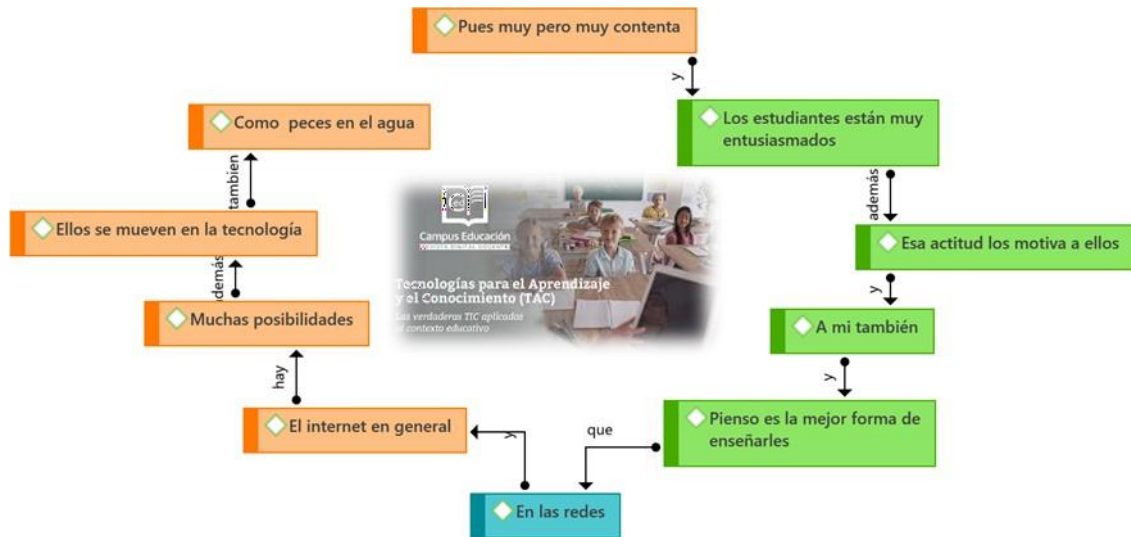 Pues muy pero muy contenta
y
Los estudiantes están muy
entusiasmados
además
Esa actitud los motiva a ellos
y
A mi también
y
Pienso es la mejor forma de
enseñarles
que
En las redes
y
El internet en general
hay
Muchas posibilidades
además
Ellos se mueven en la tecnología
tambien
Como peces en el agua
Campus Educación
REVISTA DIGITAL DOCENTE
Tecnologías para el Aprendizaje
y el Conocimiento (TAC)
Las verdaderas TIC aplicadas
al contexto educativo